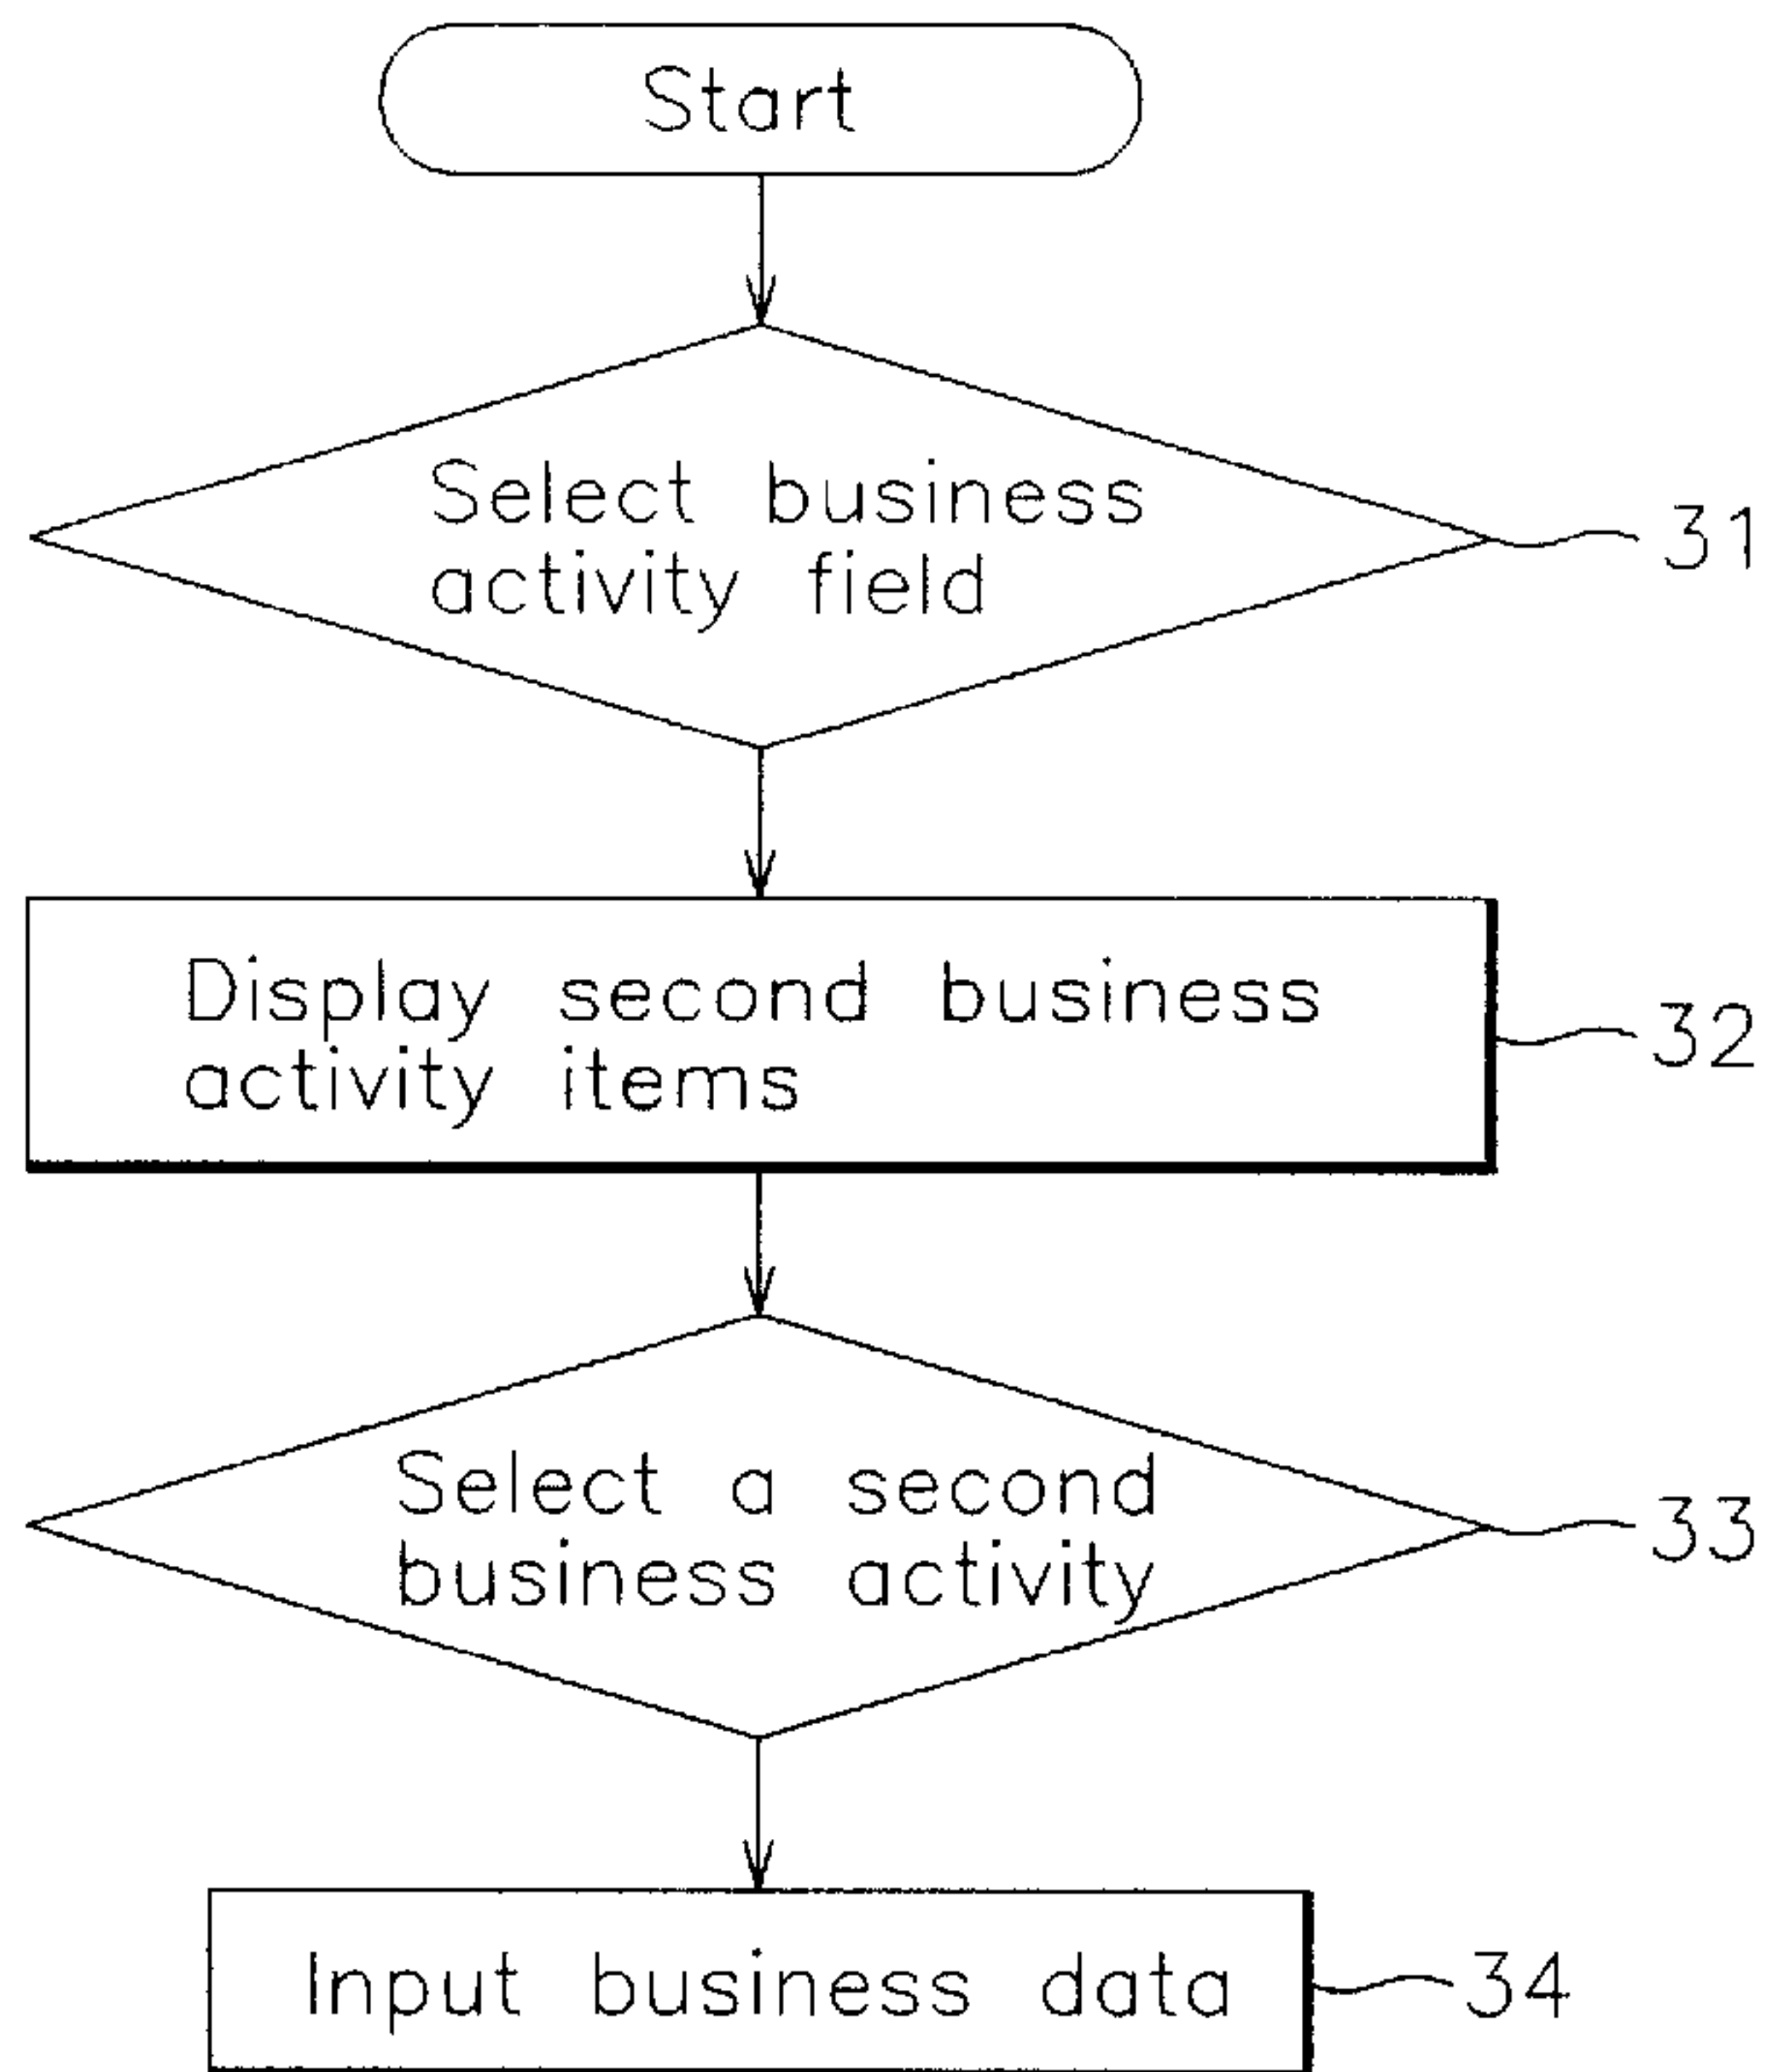 Start
Select business
activity field
31
Display second business
activity items
32
Select a second
business activity
33
Input business data
34